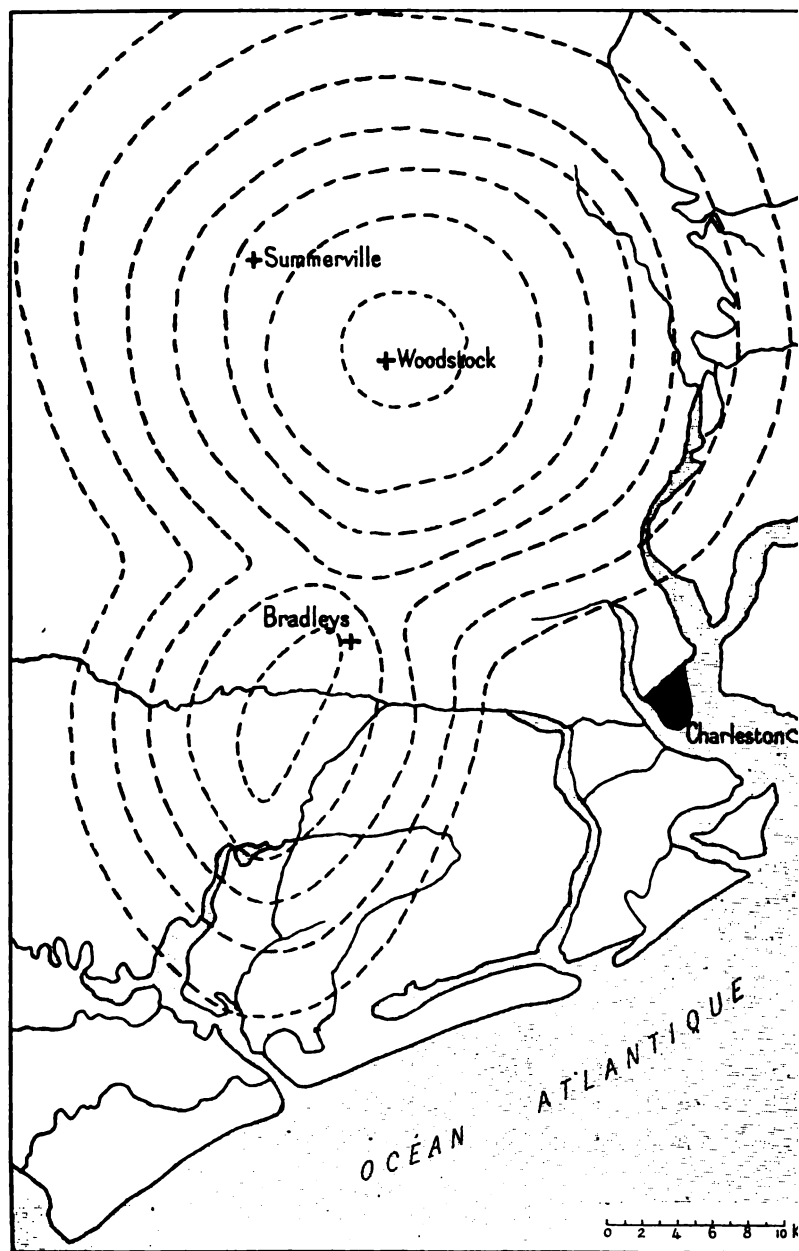 Summerville
Woodstock
Bradleys
Charleston
OCÉAN ATLANTIQUE
0 2 4 6 8 10 K